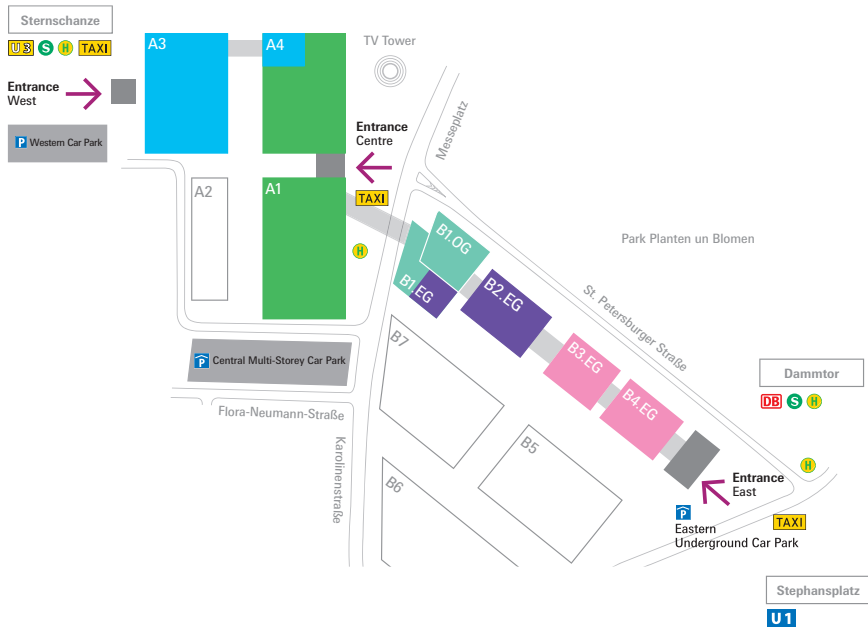 Sternschanze
U3 S H TAXI
A3
A4
TV Tower
Entrance
West
P Western Car Park
Entrance
Centre
TAXI
Messeplatz
A2
A1
H
B1.OG
B1.EG
B2.EG
Park Planten un Blomen
St. Petersburger Straße
B3.EG
B4.EG
B7
P Central Multi-Storey Car Park
Flora-Neumann-Straße
Karolinenstraße
B5
B6
Dammtor
DB S H
H
Entrance
East
P
Eastern
Underground Car Park
TAXI
Stephansplatz
U1